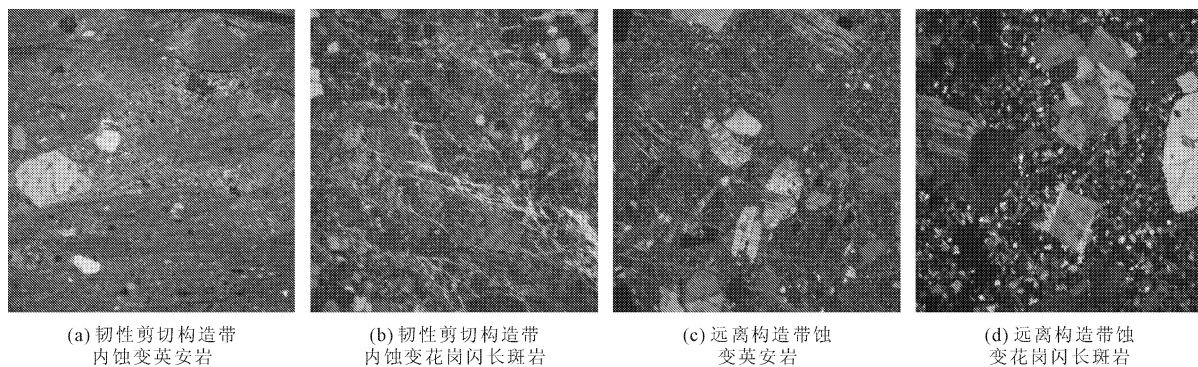 (a) 韧性剪切构造带
内蚀变英安岩
(b) 韧性剪切构造带
内蚀变花岗闪长斑岩
(c) 远离构造带蚀
变英安岩
(d) 远离构造带蚀
变花岗闪长斑岩